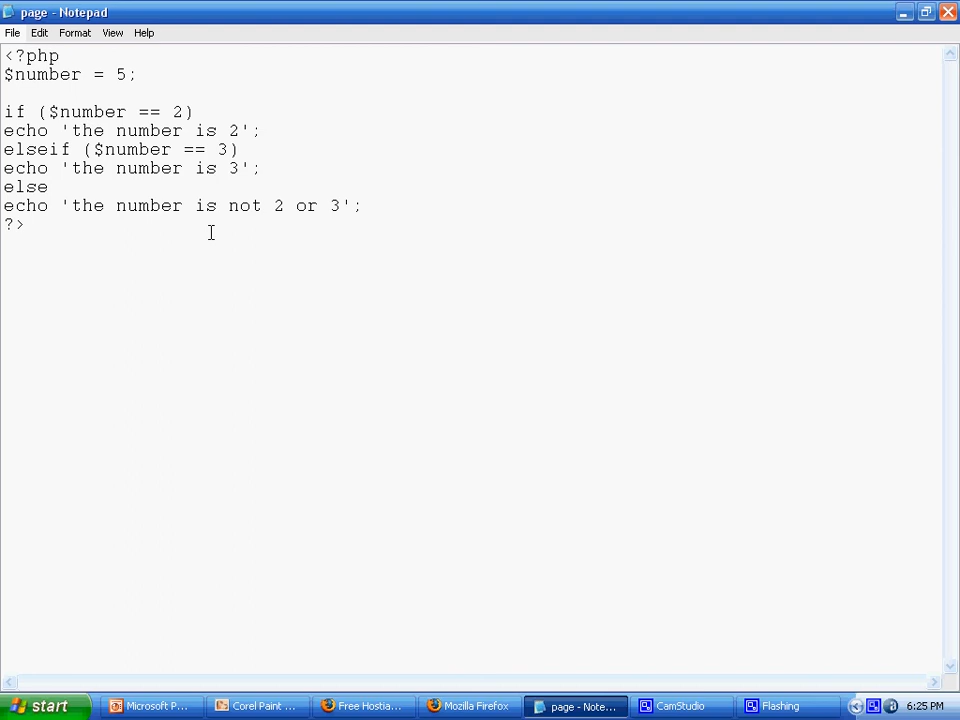 page - Notepad
File Edit Format View Help
<?php
$number = 5;
if ($number == 2)
echo 'the number is 2';
elseif ($number == 3)
echo 'the number is 3';
else
echo 'the number is not 2 or 3';
?>
start Microsoft P... Corel Paint ... Free Hostia... Mozilla Firefox page - Note... CamStudio Flashing 6:25 PM